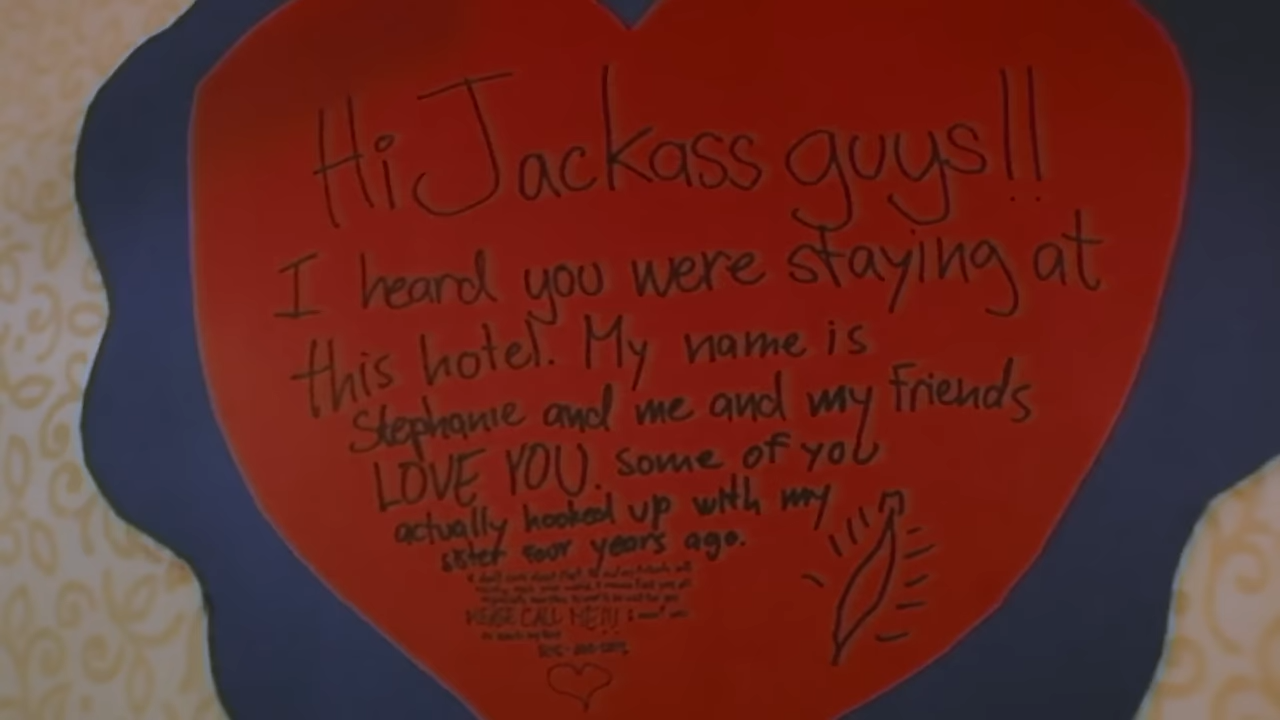 Hi Jackass guys!!
I heard you were staying at
this hotel. My name is
Stephanie and me and my friends
LOVE YOU. Some of you
actually hooked up with my
sister four years ago.
PLEASE CALL ME!!!